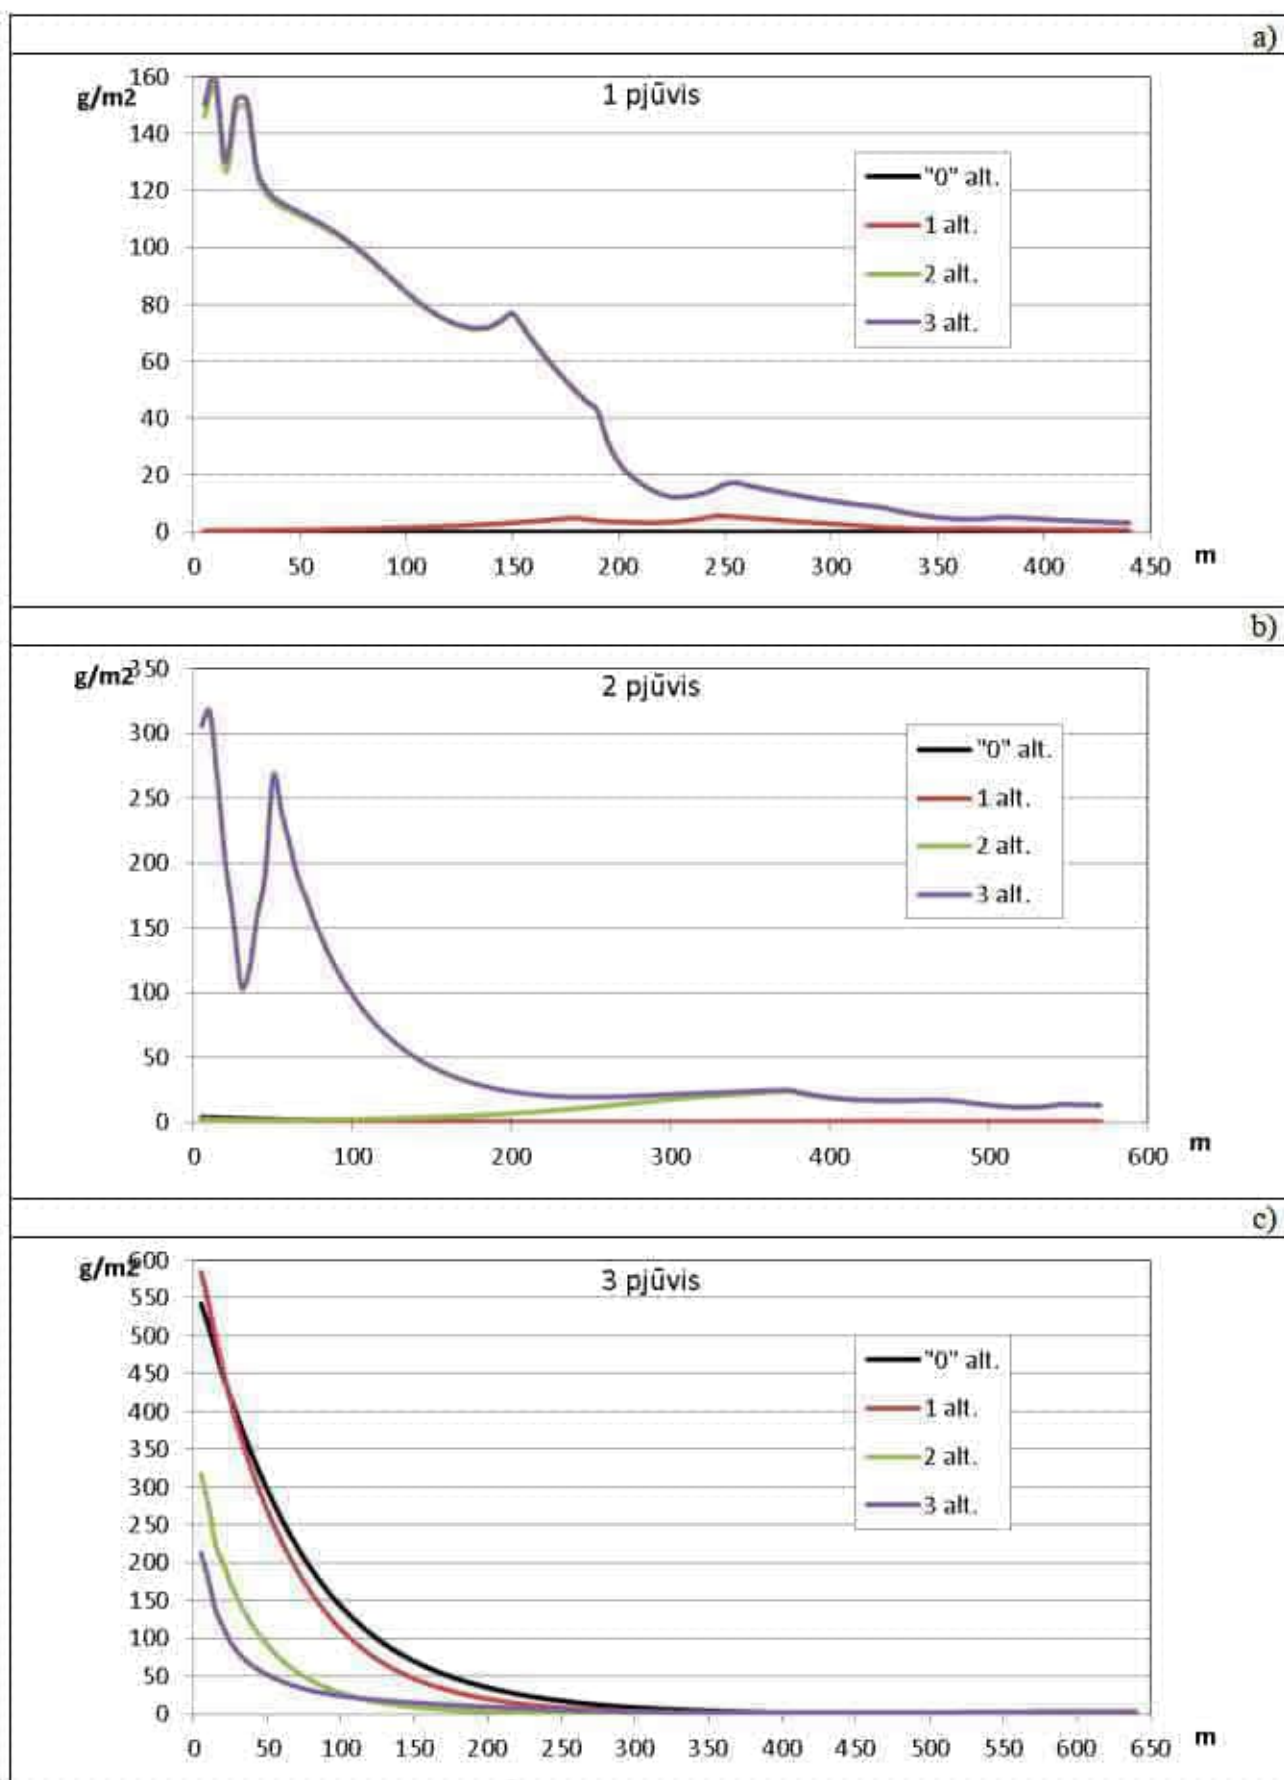 a)
g/m2
1 pjūvis
160
140
120
100
80
60
40
20
0
"0" alt.
1 alt.
2 alt.
3 alt.
0 50 100 150 200 250 300 350 400 450 m
b)
g/m2
2 pjūvis
350
300
250
200
150
100
50
0
"0" alt.
1 alt.
2 alt.
3 alt.
0 100 200 300 400 500 600 m
c)
g/m2
3 pjūvis
600
550
500
450
400
350
300
250
200
150
100
50
0
"0" alt.
1 alt.
2 alt.
3 alt.
0 50 100 150 200 250 300 350 400 450 500 550 600 650 m